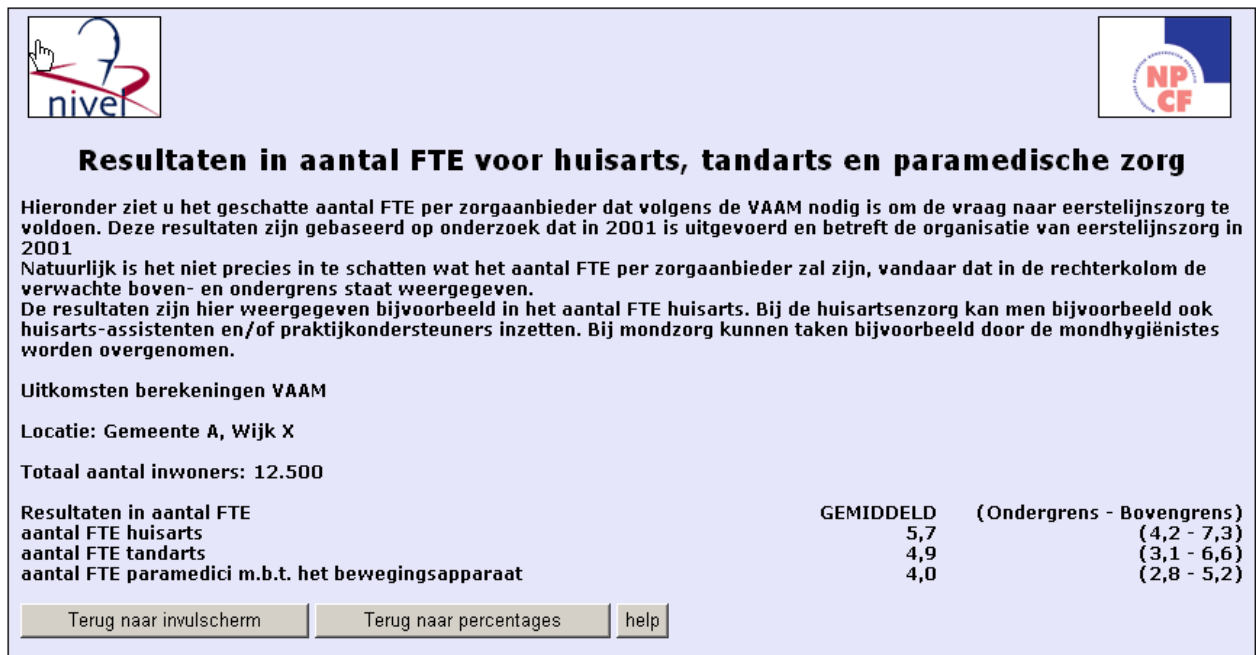 nivel
NP
CF
Resultaten in aantal FTE voor huisarts, tandarts en paramedische zorg
Hieronder ziet u het geschatte aantal FTE per zorgaanbieder dat volgens de VAAM nodig is om de vraag naar eerstelijnszorg te
voldoen. Deze resultaten zijn gebaseerd op onderzoek dat in 2001 is uitgevoerd en betreft de organisatie van eerstelijnszorg in
2001
Natuurlijk is het niet precies in te schatten wat het aantal FTE per zorgaanbieder zal zijn, vandaar dat in de rechterkolom de
verwachte boven- en ondergrens staat weergegeven.
De resultaten zijn hier weergegeven bijvoorbeeld in het aantal FTE huisarts. Bij de huisartsenzorg kan men bijvoorbeeld ook
huisarts-assistenten en/of praktijkondersteuners inzetten. Bij mondzorg kunnen taken bijvoorbeeld door de mondhygiënistes
worden overgenomen.
Uitkomsten berekeningen VAAM
Locatie: Gemeente A, Wijk X
Totaal aantal inwoners: 12.500
Resultaten in aantal FTE GEMIDDELD (Ondergrens - Bovengrens)
aantal FTE huisarts 5,7 (4,2 - 7,3)
aantal FTE tandarts 4,9 (3,1 - 6,6)
aantal FTE paramedici m.b.t. het bewegingsapparaat 4,0 (2,8 - 5,2)
Terug naar invulscherm Terug naar percentages help